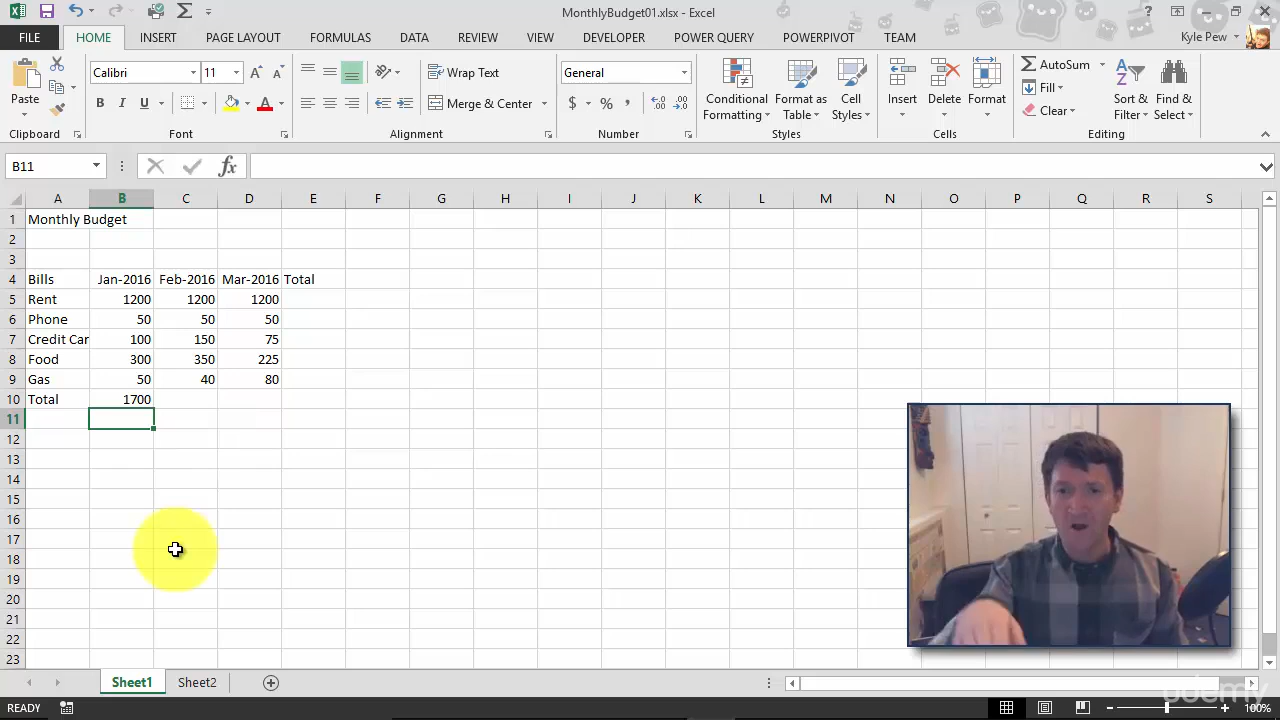 MonthlyBudget01.xlsx - Excel
FILE HOME INSERT PAGE LAYOUT FORMULAS DATA REVIEW VIEW DEVELOPER POWER QUERY POWERPIVOT TEAM Kyle Pew
Calibri 11 Wrap Text General AutoSum
Paste B I U Merge & Center $ % , Conditional Formatting Format as Table Cell Styles Insert Delete Format Fill Clear Sort & Filter Find & Select
Clipboard Font Alignment Number Styles Cells Editing
B11 fx
A B C D E F G H I J K L M N O P Q R S
1 Monthly Budget
2
3
4 Bills Jan-2016 Feb-2016 Mar-2016 Total
5 Rent 1200 1200 1200
6 Phone 50 50 50
7 Credit Car 100 150 75
8 Food 300 350 225
9 Gas 50 40 80
10 Total 1700
11
12
13
14
15
16
17
18
19
20
21
22
23
Sheet1 Sheet2
udemy
READY 100%